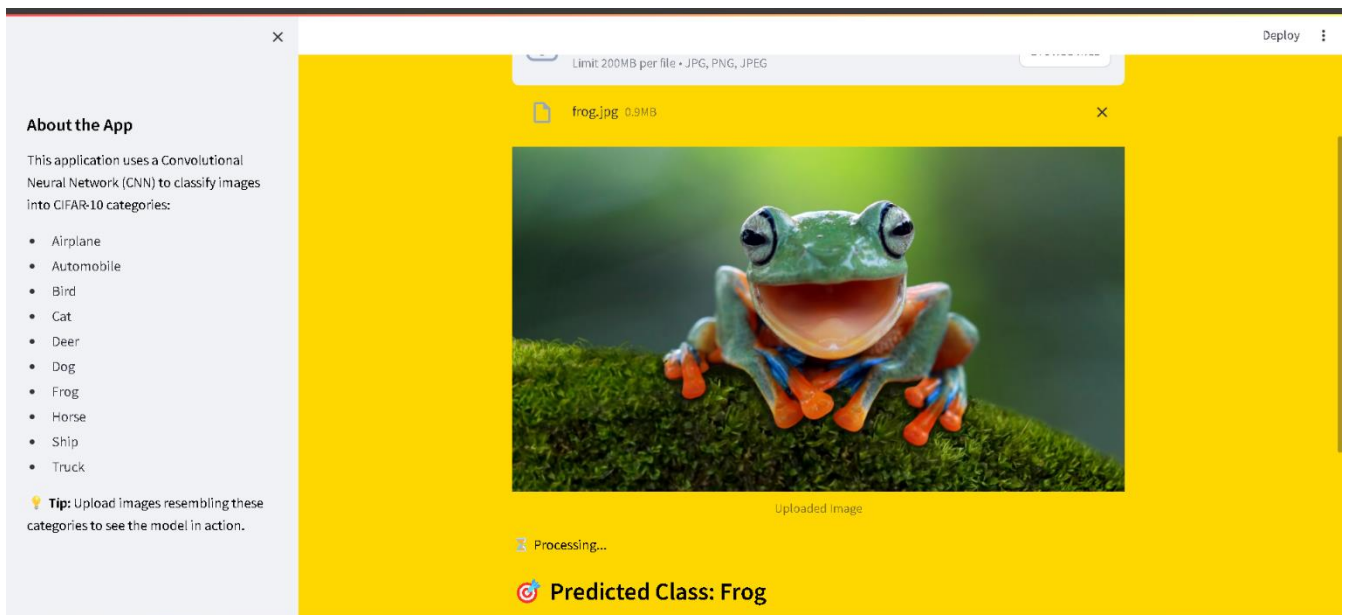 Deploy
Limit 200MB per file • JPG, PNG, JPEG
frog.jpg 0.9MB
About the App
This application uses a Convolutional
Neural Network (CNN) to classify images
into CIFAR-10 categories:
• Airplane
• Automobile
• Bird
• Cat
• Deer
• Dog
• Frog
• Horse
• Ship
• Truck
💡 Tip: Upload images resembling these
categories to see the model in action.
Uploaded Image
⏳ Processing...
🎯 Predicted Class: Frog